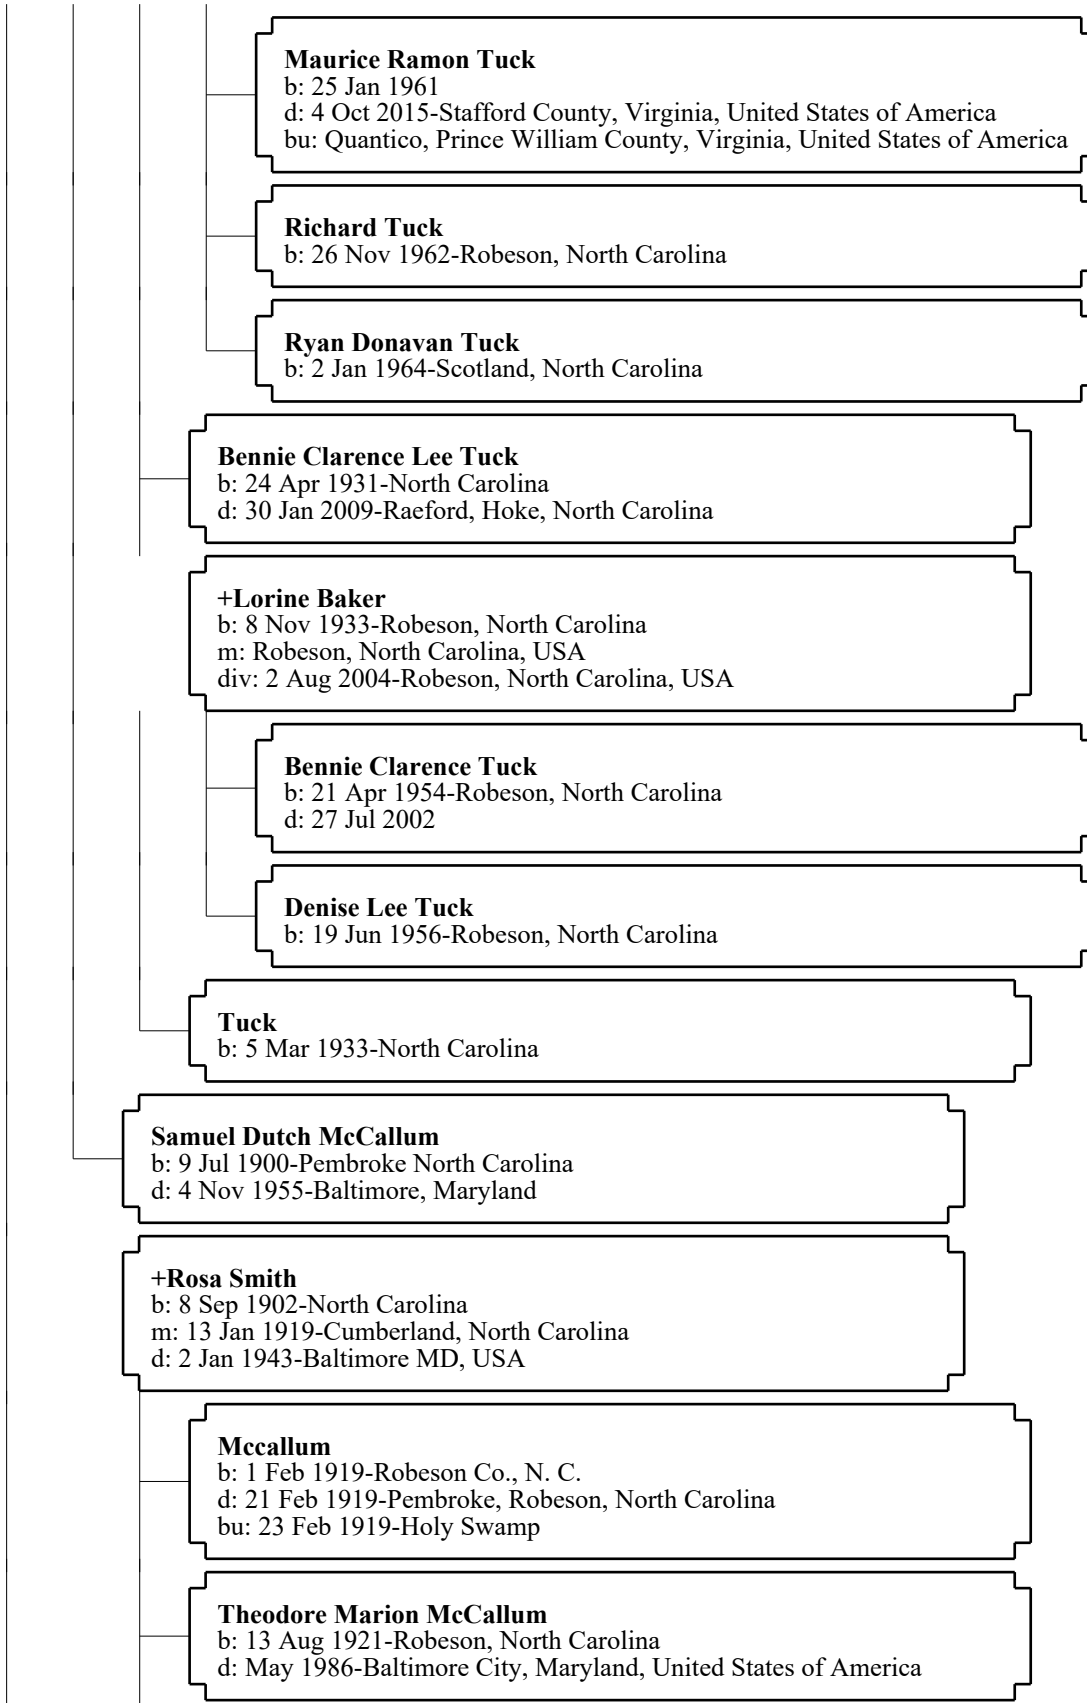 Maurice Ramon Tuck
b: 25 Jan 1961
d: 4 Oct 2015-Stafford County, Virginia, United States of America
bu: Quantico, Prince William County, Virginia, United States of America
Richard Tuck
b: 26 Nov 1962-Robeson, North Carolina
Ryan Donavan Tuck
b: 2 Jan 1964-Scotland, North Carolina
Bennie Clarence Lee Tuck
b: 24 Apr 1931-North Carolina
d: 30 Jan 2009-Raeford, Hoke, North Carolina
+Lorine Baker
b: 8 Nov 1933-Robeson, North Carolina
m: Robeson, North Carolina, USA
div: 2 Aug 2004-Robeson, North Carolina, USA
Bennie Clarence Tuck
b: 21 Apr 1954-Robeson, North Carolina
d: 27 Jul 2002
Denise Lee Tuck
b: 19 Jun 1956-Robeson, North Carolina
Tuck
b: 5 Mar 1933-North Carolina
Samuel Dutch McCallum
b: 9 Jul 1900-Pembroke North Carolina
d: 4 Nov 1955-Baltimore, Maryland
+Rosa Smith
b: 8 Sep 1902-North Carolina
m: 13 Jan 1919-Cumberland, North Carolina
d: 2 Jan 1943-Baltimore MD, USA
Mccallum
b: 1 Feb 1919-Robeson Co., N. C.
d: 21 Feb 1919-Pembroke, Robeson, North Carolina
bu: 23 Feb 1919-Holy Swamp
Theodore Marion McCallum
b: 13 Aug 1921-Robeson, North Carolina
d: May 1986-Baltimore City, Maryland, United States of America